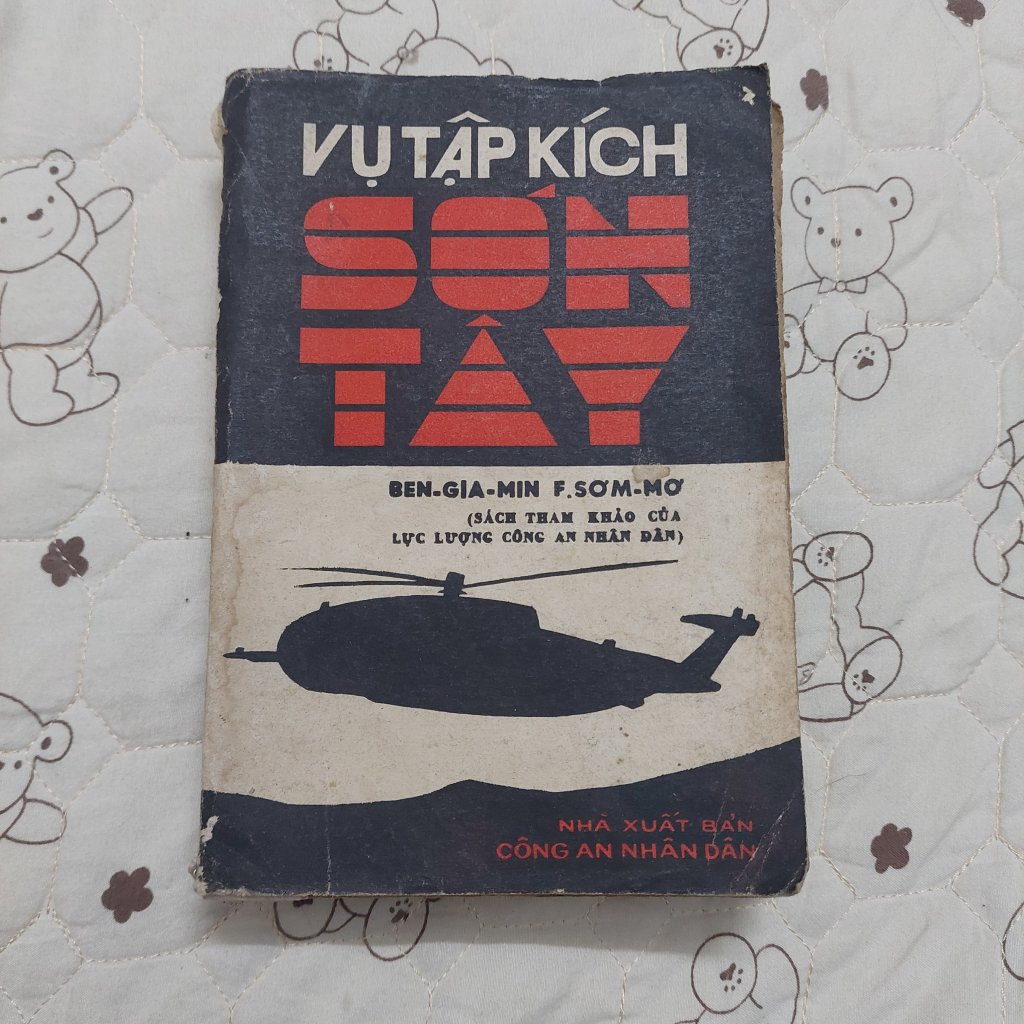 VỤ TẬP KÍCH
SƠN
TÂY
BEN-GIA-MIN F.SƠM-MƠ
(SÁCH THAM KHẢO CỦA
LỰC LƯỢNG CÔNG AN NHÂN DÂN)
NHÀ XUẤT BẢN
CÔNG AN NHÂN DÂN